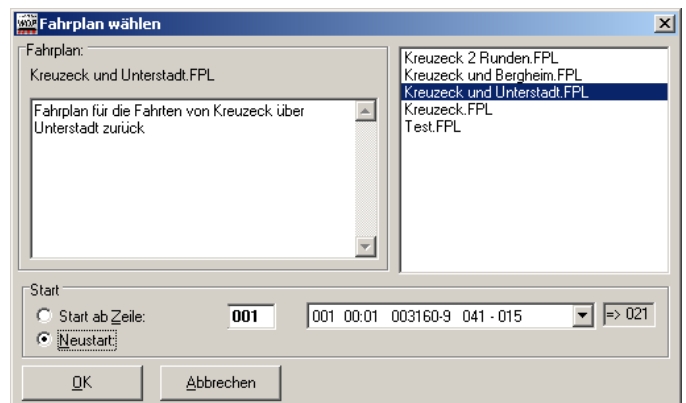 Fahrplan wählen
Fahrplan:
Kreuzeck und Unterstadt.FPL
Fahrplan für die Fahrten von Kreuzeck über
Unterstadt zurück
Kreuzeck 2 Runden.FPL
Kreuzeck und Bergheim.FPL
Kreuzeck und Unterstadt.FPL
Kreuzeck.FPL
Test.FPL
Start
Start ab Zeile: 001 001 00:01 003160-9 041 - 015 => 021
Neustart:
OK Abbrechen